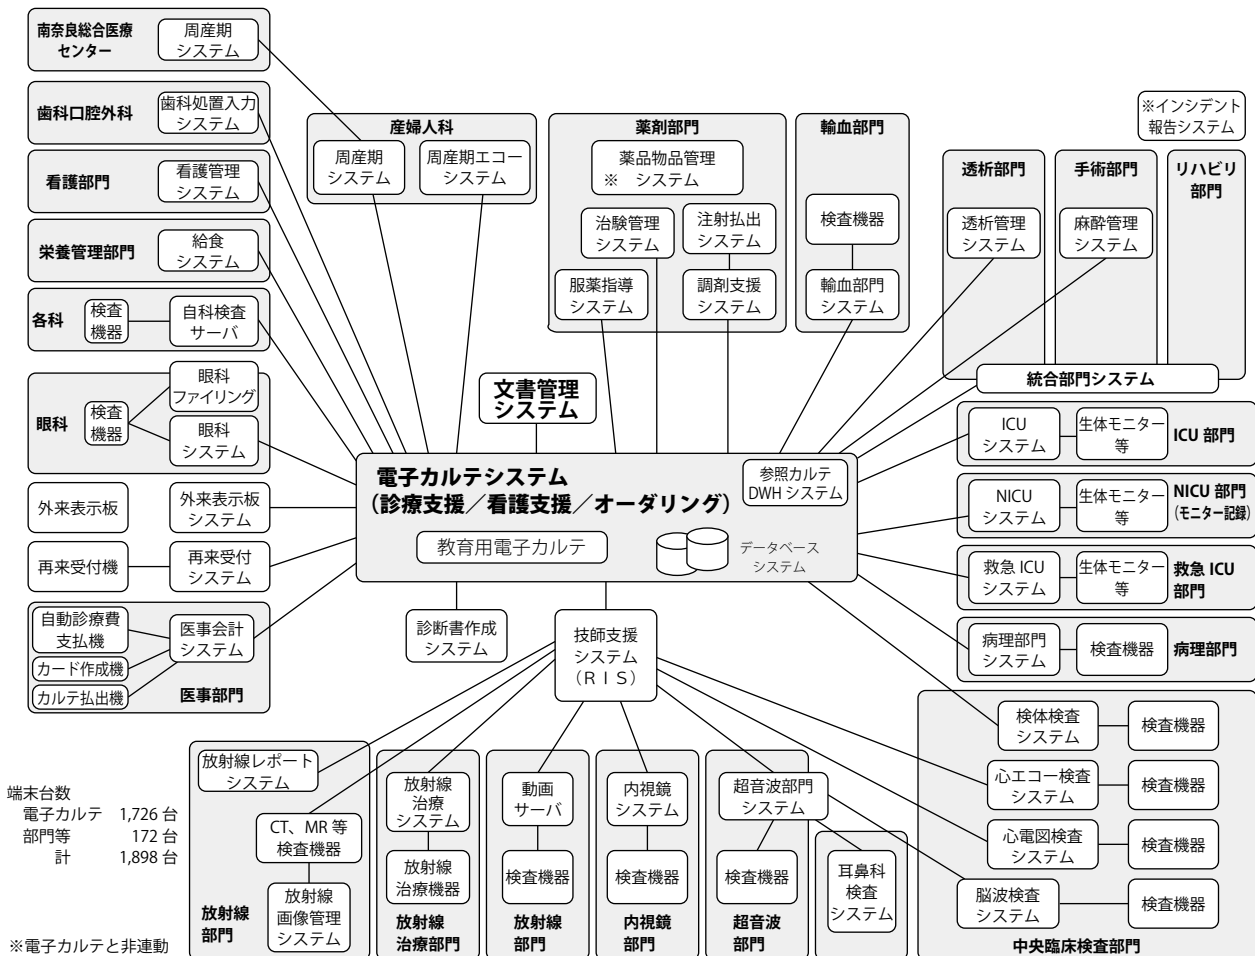 南奈良総合医療
センター
周産期
システム
歯科口腔外科
歯科処置入力
システム
看護部門
看護管理
システム
栄養管理部門
給食
システム
各科
検査
機器
自科検査
サーバ
眼科
検査
機器
眼科
ファイリング
眼科
システム
外来表示板
外来表示板
システム
再来受付機
再来受付
システム
自動診療費
支払機
カード作成機
カルテ払出機
医事会計
システム
医事部門
産婦人科
周産期
システム
周産期エコー
システム
薬剤部門
薬品物品管理
※ システム
治験管理
システム
注射払出
システム
服薬指導
システム
調剤支援
システム
輸血部門
検査機器
輸血部門
システム
※インシデント
報告システム
透析部門
透析管理
システム
手術部門
麻酔管理
システム
リハビリ
部門
統合部門システム
文書管理
システム
電子カルテシステム
(診療支援/看護支援/オーダリング)
参照カルテ
DWH システム
教育用電子カルテ
データベース
システム
ICU
システム
生体モニター
等
ICU 部門
NICU
システム
生体モニター
等
NICU 部門
(モニター記録)
救急 ICU
システム
生体モニター
等
救急 ICU
部門
病理部門
システム
検査機器
病理部門
診断書作成
システム
技師支援
システム
(RIS)
検体検査
システム
検査機器
心エコー検査
システム
検査機器
心電図検査
システム
検査機器
脳波検査
システム
検査機器
中央臨床検査部門
放射線レポート
システム
CT、MR 等
検査機器
放射線
画像管理
システム
放射線
部門
放射線
治療
システム
放射線
治療機器
放射線
治療部門
動画
サーバ
検査機器
放射線
部門
内視鏡
システム
検査機器
内視鏡
部門
超音波部門
システム
検査機器
超音波
部門
耳鼻科
検査
システム
端末台数
電子カルテ 1,726 台
部門等 172 台
計 1,898 台
※電子カルテと非連動